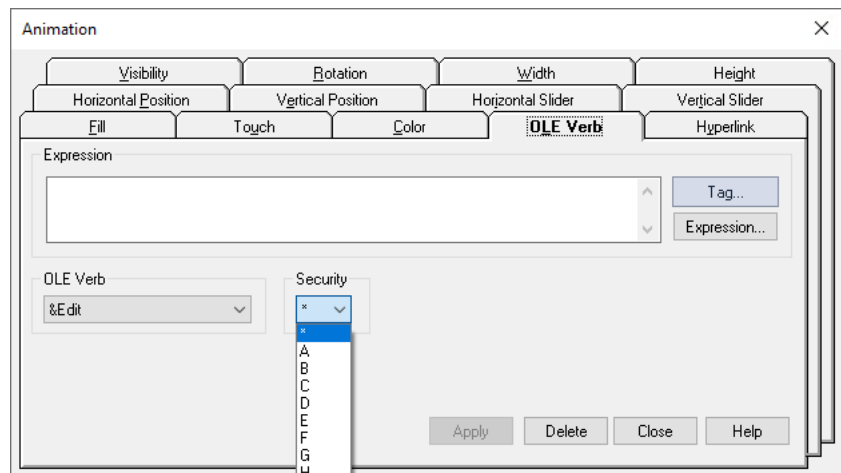 Animation
Visibility Rotation Width Height
Horizontal Position Vertical Position Horizontal Slider Vertical Slider
Fill Touch Color OLE Verb Hyperlink
Expression
Tag...
Expression...
OLE Verb Security
&Edit *
*
A
B
C
D
E
F
G
H
Apply Delete Close Help